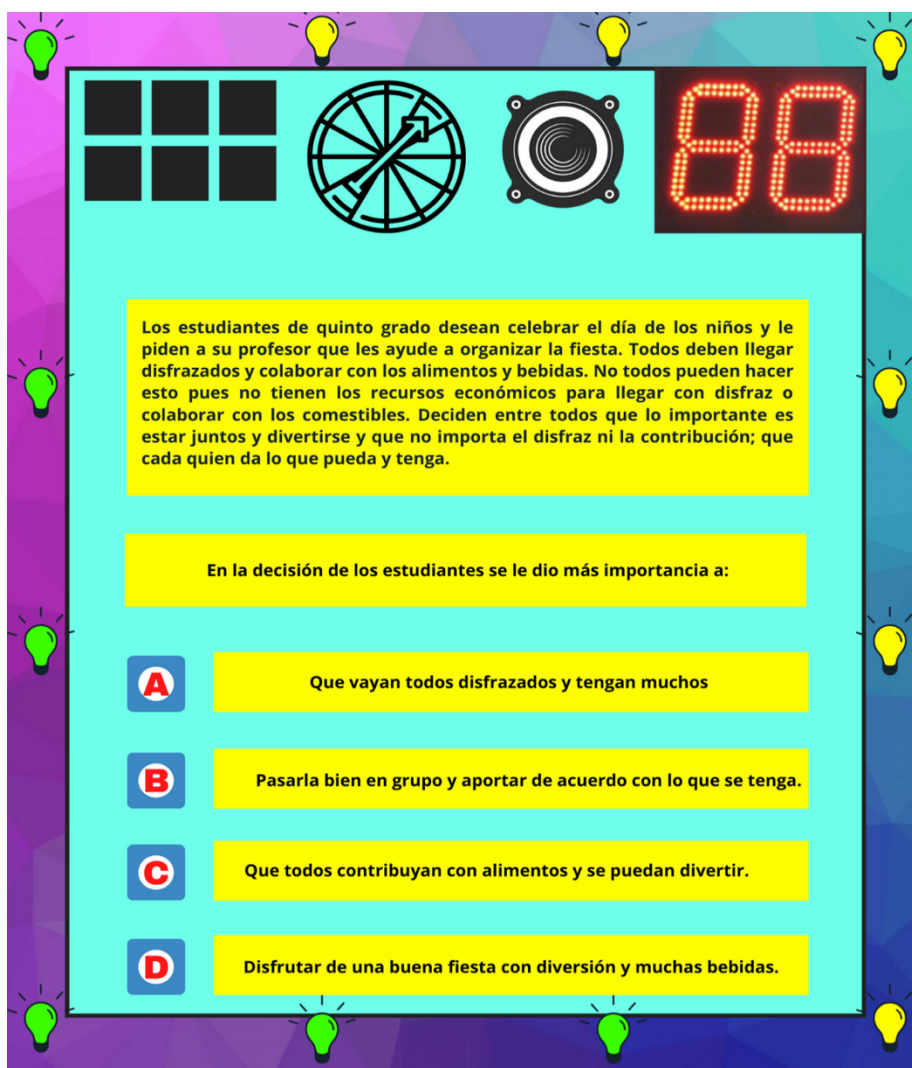 88
Los estudiantes de quinto grado desean celebrar el día de los niños y le
piden a su profesor que les ayude a organizar la fiesta. Todos deben llegar
disfrazados y colaborar con los alimentos y bebidas. No todos pueden hacer
esto pues no tienen los recursos económicos para llegar con disfraz o
colaborar con los comestibles. Deciden entre todos que lo importante es
estar juntos y divertirse y que no importa el disfraz ni la contribución; que
cada quien da lo que pueda y tenga.
En la decisión de los estudiantes se le dio más importancia a:
A Que vayan todos disfrazados y tengan muchos
B Pasarla bien en grupo y aportar de acuerdo con lo que se tenga.
C Que todos contribuyan con alimentos y se puedan divertir.
D Disfrutar de una buena fiesta con diversión y muchas bebidas.